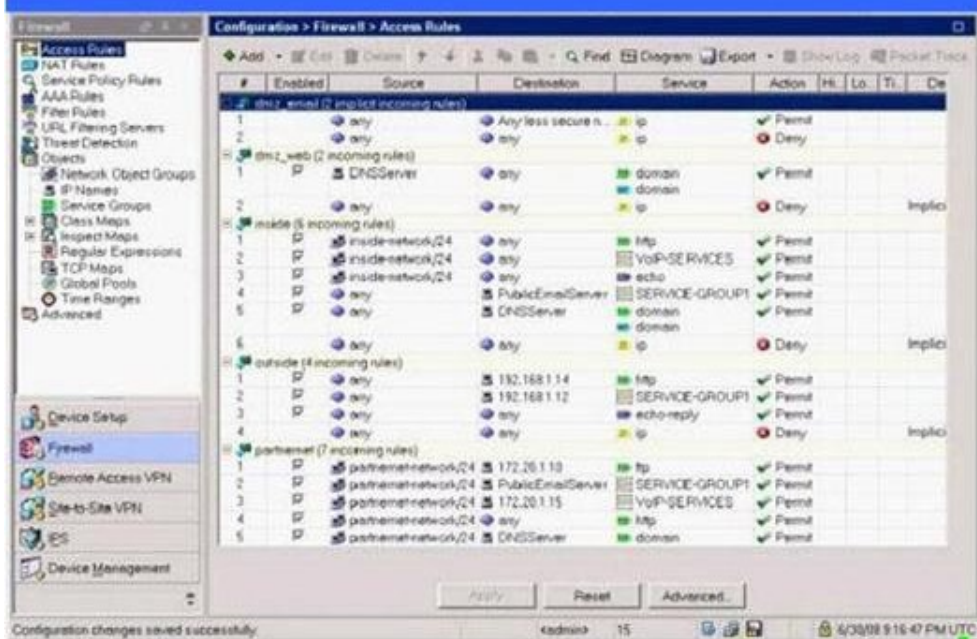 Firewall
Configuration > Firewall > Access Rules
Access Rules
NAT Rules
Service Policy Rules
AAA Rules
Filter Rules
URL Filtering Servers
Threat Detection
Objects
Network Object Groups
IP Names
Service Groups
Class Maps
Inspect Maps
Regular Expressions
TCP Maps
Global Pools
Time Ranges
Advanced
Device Setup
Firewall
Remote Access VPN
Site-to-Site VPN
IPS
Device Management
Add Edit Delete Find Diagram Export Show Log Packet Trace
# Enabled Source Destination Service Action Hi.. Lo.. Ti.. De
dmz_email (2 implicit incoming rules)
1 any Any less secure n... ip Permit
2 any any ip Deny
dmz_web (2 incoming rules)
1 DNSServer any domain Permit
domain
2 any any ip Deny Implici
inside (6 incoming rules)
1 inside-network/24 any http Permit
2 inside-network/24 any VoIP-SERVICES Permit
3 inside-network/24 any echo Permit
4 any PublicEmailServer SERVICE-GROUP1 Permit
5 any DNSServer domain Permit
domain
6 any any ip Deny Implici
outside (4 incoming rules)
1 any 192.168.1.14 http Permit
2 any 192.168.1.12 SERVICE-GROUP1 Permit
3 any any echo-reply Permit
4 any any ip Deny Implici
partnernet (7 incoming rules)
1 partnernet-network/24 172.20.1.10 ftp Permit
2 partnernet-network/24 PublicEmailServer SERVICE-GROUP1 Permit
3 partnernet-network/24 172.20.1.15 VoIP-SERVICES Permit
4 partnernet-network/24 any http Permit
5 partnernet-network/24 DNSServer domain Permit
Apply Reset Advanced...
Configuration changes saved successfully. <admin> 15 6/30/08 9:16:47 PM UTC